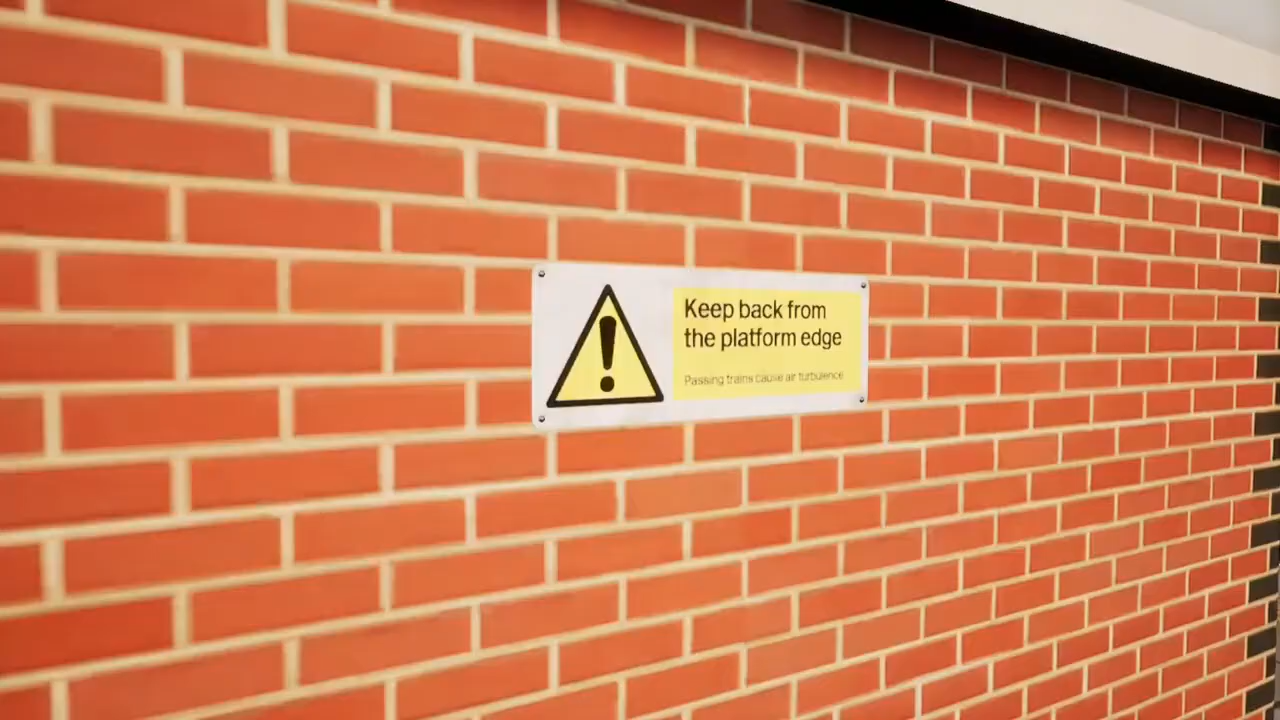 Keep back from
the platform edge
Passing trains cause air turbulence